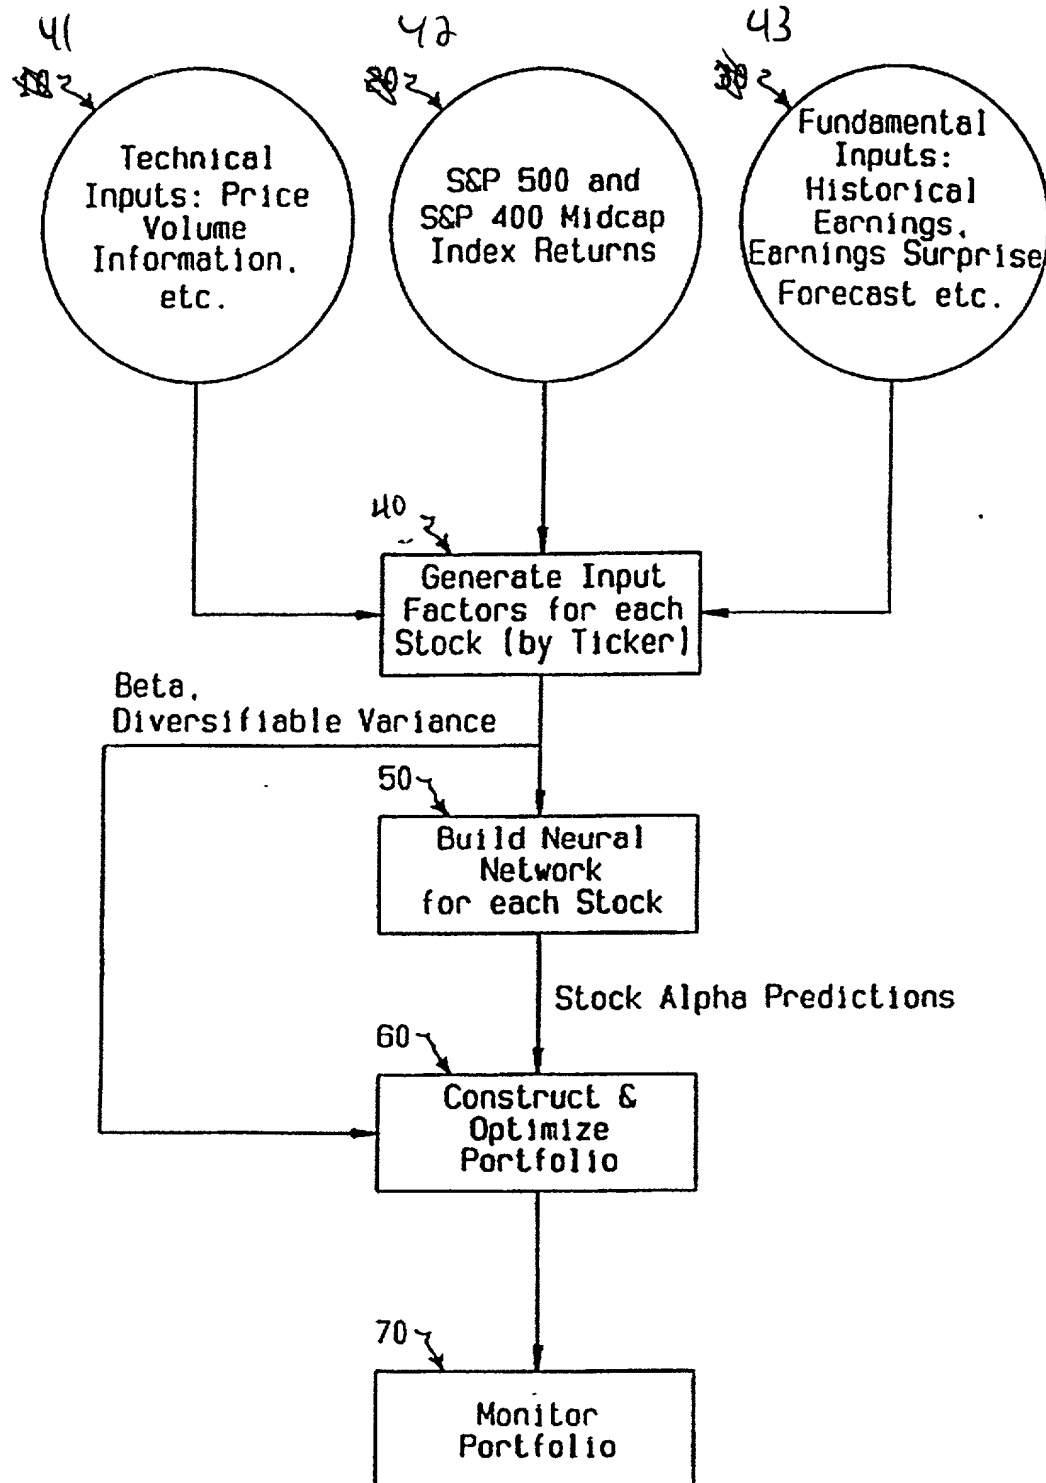 41
42
43
Technical
Inputs: Price
Volume
Information,
etc.
S&P 500 and
S&P 400 Midcap
Index Returns
Fundamental
Inputs:
Historical
Earnings,
Earnings Surprise
Forecast etc.
40
Generate Input
Factors for each
Stock (by Ticker)
Beta,
Diversifiable Variance
50
Build Neural
Network
for each Stock
Stock Alpha Predictions
60
Construct &
Optimize
Portfolio
70
Monitor
Portfolio